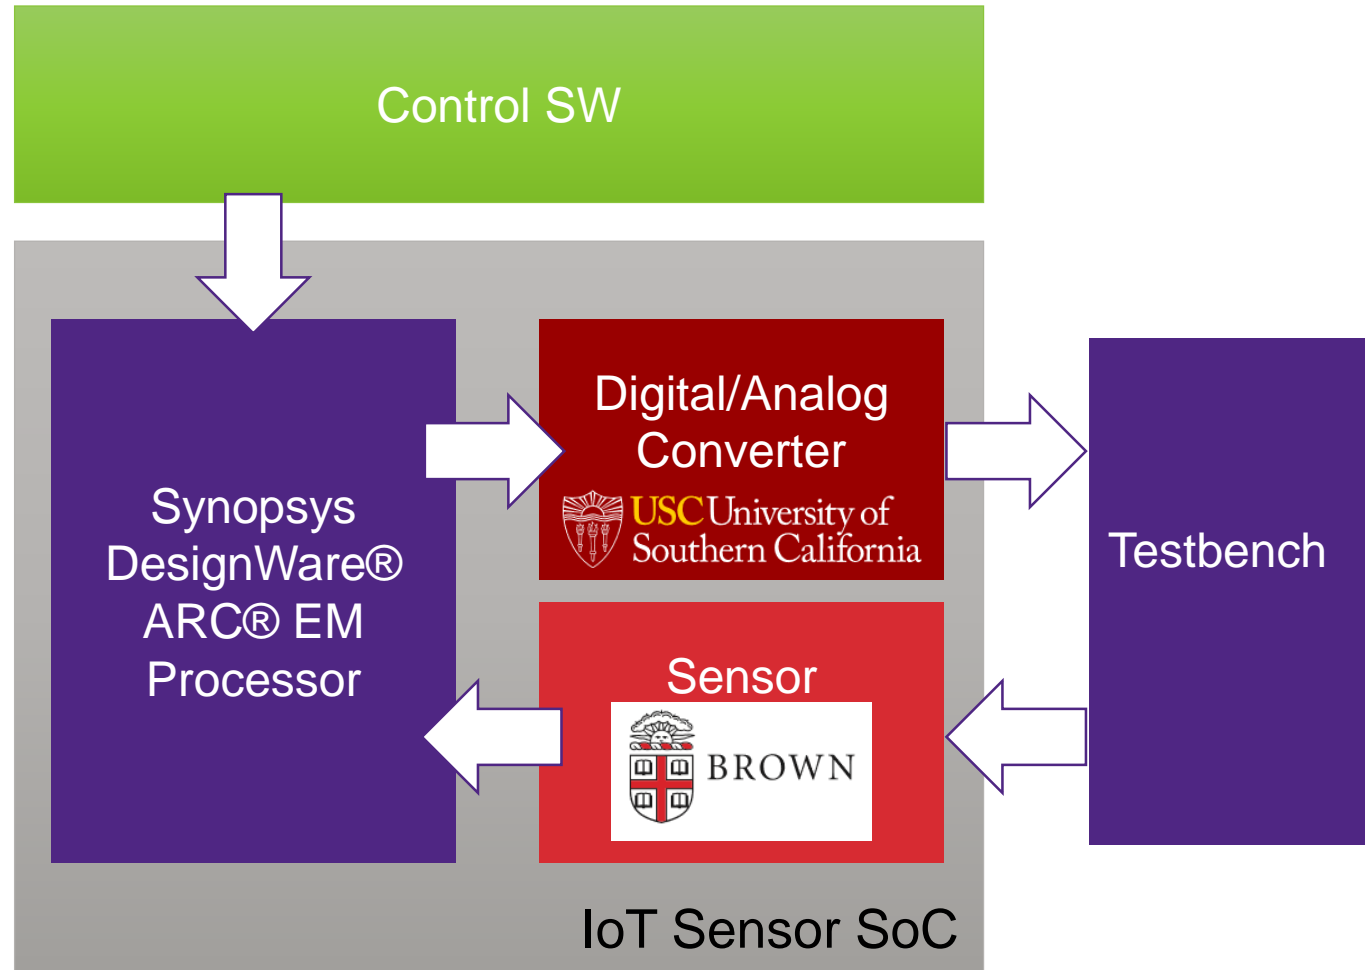 Control SW
Synopsys
DesignWare®
ARC® EM
Processor
Digital/Analog
Converter
USC University of
Southern California
Sensor
BROWN
Testbench
IoT Sensor SoC